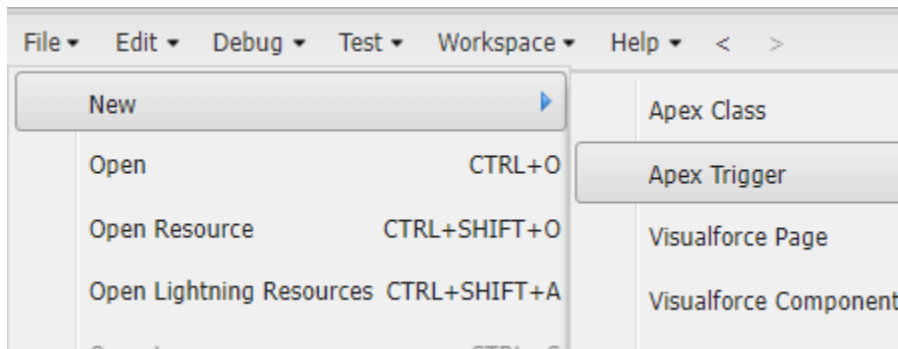 File Edit Debug Test Workspace Help < >
New
Open CTRL+O
Open Resource CTRL+SHIFT+O
Open Lightning Resources CTRL+SHIFT+A
Apex Class
Apex Trigger
Visualforce Page
Visualforce Component